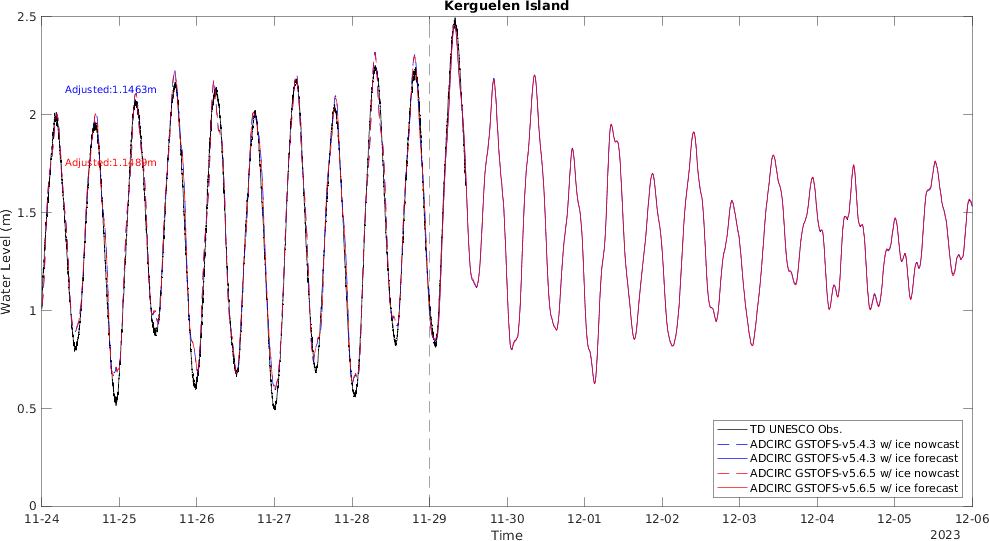 Kerguelen Island
2.5
2
1.5
1
0.5
0
Water Level (m)
Adjusted:1.1463m
Adjusted:1.1489m
TD UNESCO Obs.
ADCIRC GSTOFS-v5.4.3 w/ ice nowcast
ADCIRC GSTOFS-v5.4.3 w/ ice forecast
ADCIRC GSTOFS-v5.6.5 w/ ice nowcast
ADCIRC GSTOFS-v5.6.5 w/ ice forecast
11-24 11-25 11-26 11-27 11-28 11-29 11-30 12-01 12-02 12-03 12-04 12-05 12-06
Time
2023